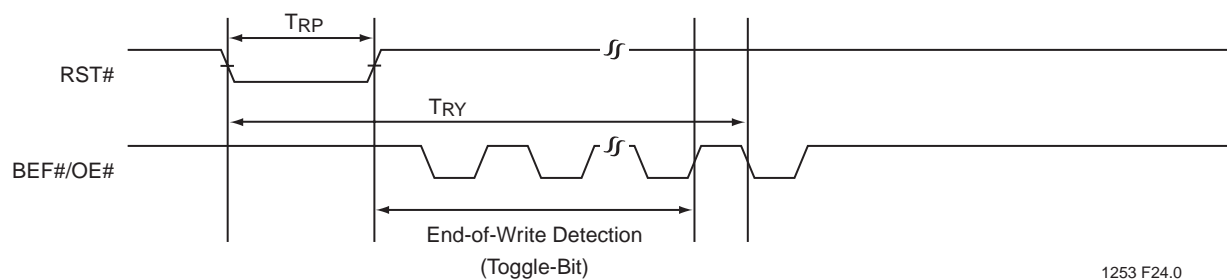 TRP
RST#
TRY
BEF#/OE#
End-of-Write Detection
(Toggle-Bit)
1253 F24.0